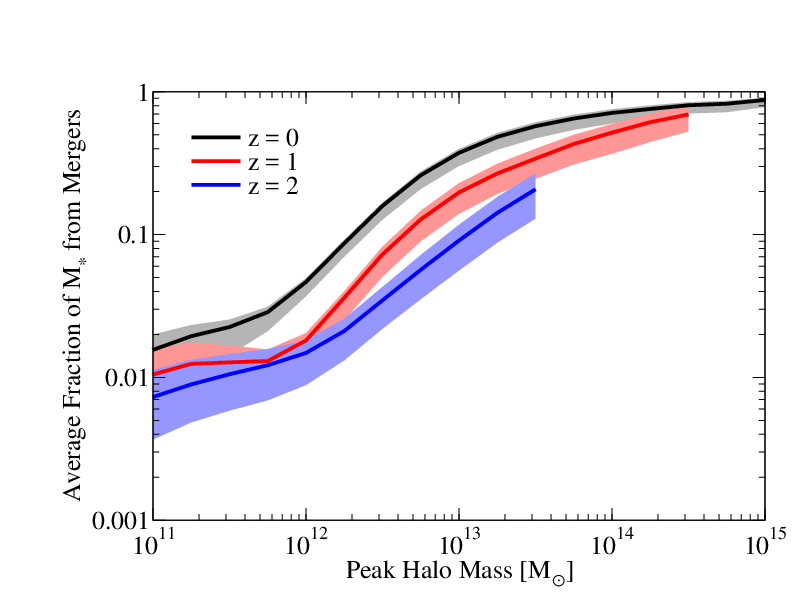 1
0.1
0.01
0.001
Average Fraction of M* from Mergers
z = 0
z = 1
z = 2
10^11 10^12 10^13 10^14 10^15
Peak Halo Mass [M⊙]